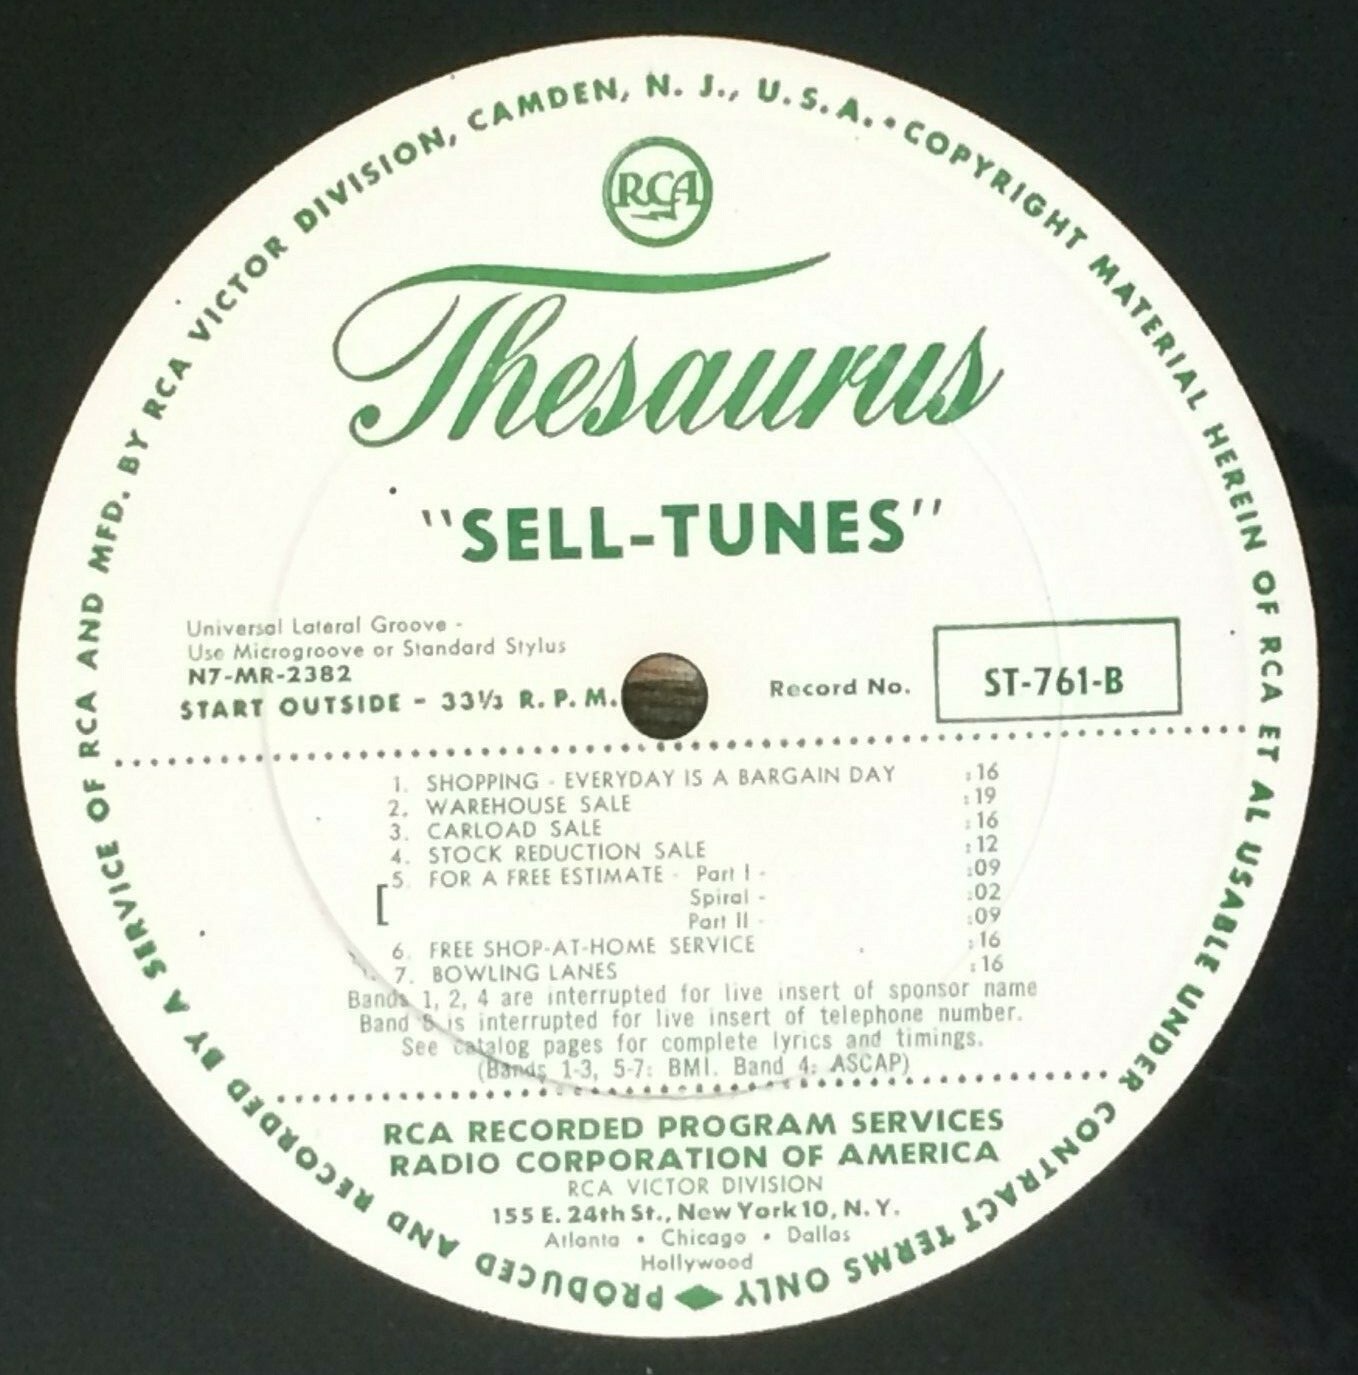 PRODUCED AND RECORDED BY A SERVICE OF RCA AND MFD. BY RCA VICTOR DIVISION, CAMDEN, N. J., U.S.A. • COPYRIGHT MATERIAL HEREIN OF RCA ET AL USABLE UNDER CONTRACT TERMS ONLY
RCA
Thesaurus
"SELL-TUNES"
Universal Lateral Groove -
Use Microgroove or Standard Stylus
N7-MR-2382
START OUTSIDE - 33⅓ R. P. M.
Record No. ST-761-B
1. SHOPPING - EVERYDAY IS A BARGAIN DAY :16
2. WAREHOUSE SALE :19
3. CARLOAD SALE :16
4. STOCK REDUCTION SALE :12
[ 5. FOR A FREE ESTIMATE - Part I - :09
Spiral - :02
Part II - :09
6. FREE SHOP-AT-HOME SERVICE :16
7. BOWLING LANES :16
Bands 1, 2, 4 are interrupted for live insert of sponsor name
Band is interrupted for live insert of telephone number.
See catalog pages for complete lyrics and timings.
(Bands 1-3, 5-7: BMI. Band 4: ASCAP)
RCA RECORDED PROGRAM SERVICES
RADIO CORPORATION OF AMERICA
RCA VICTOR DIVISION
155 E. 24th St., New York 10, N. Y.
Atlanta • Chicago • Dallas
Hollywood